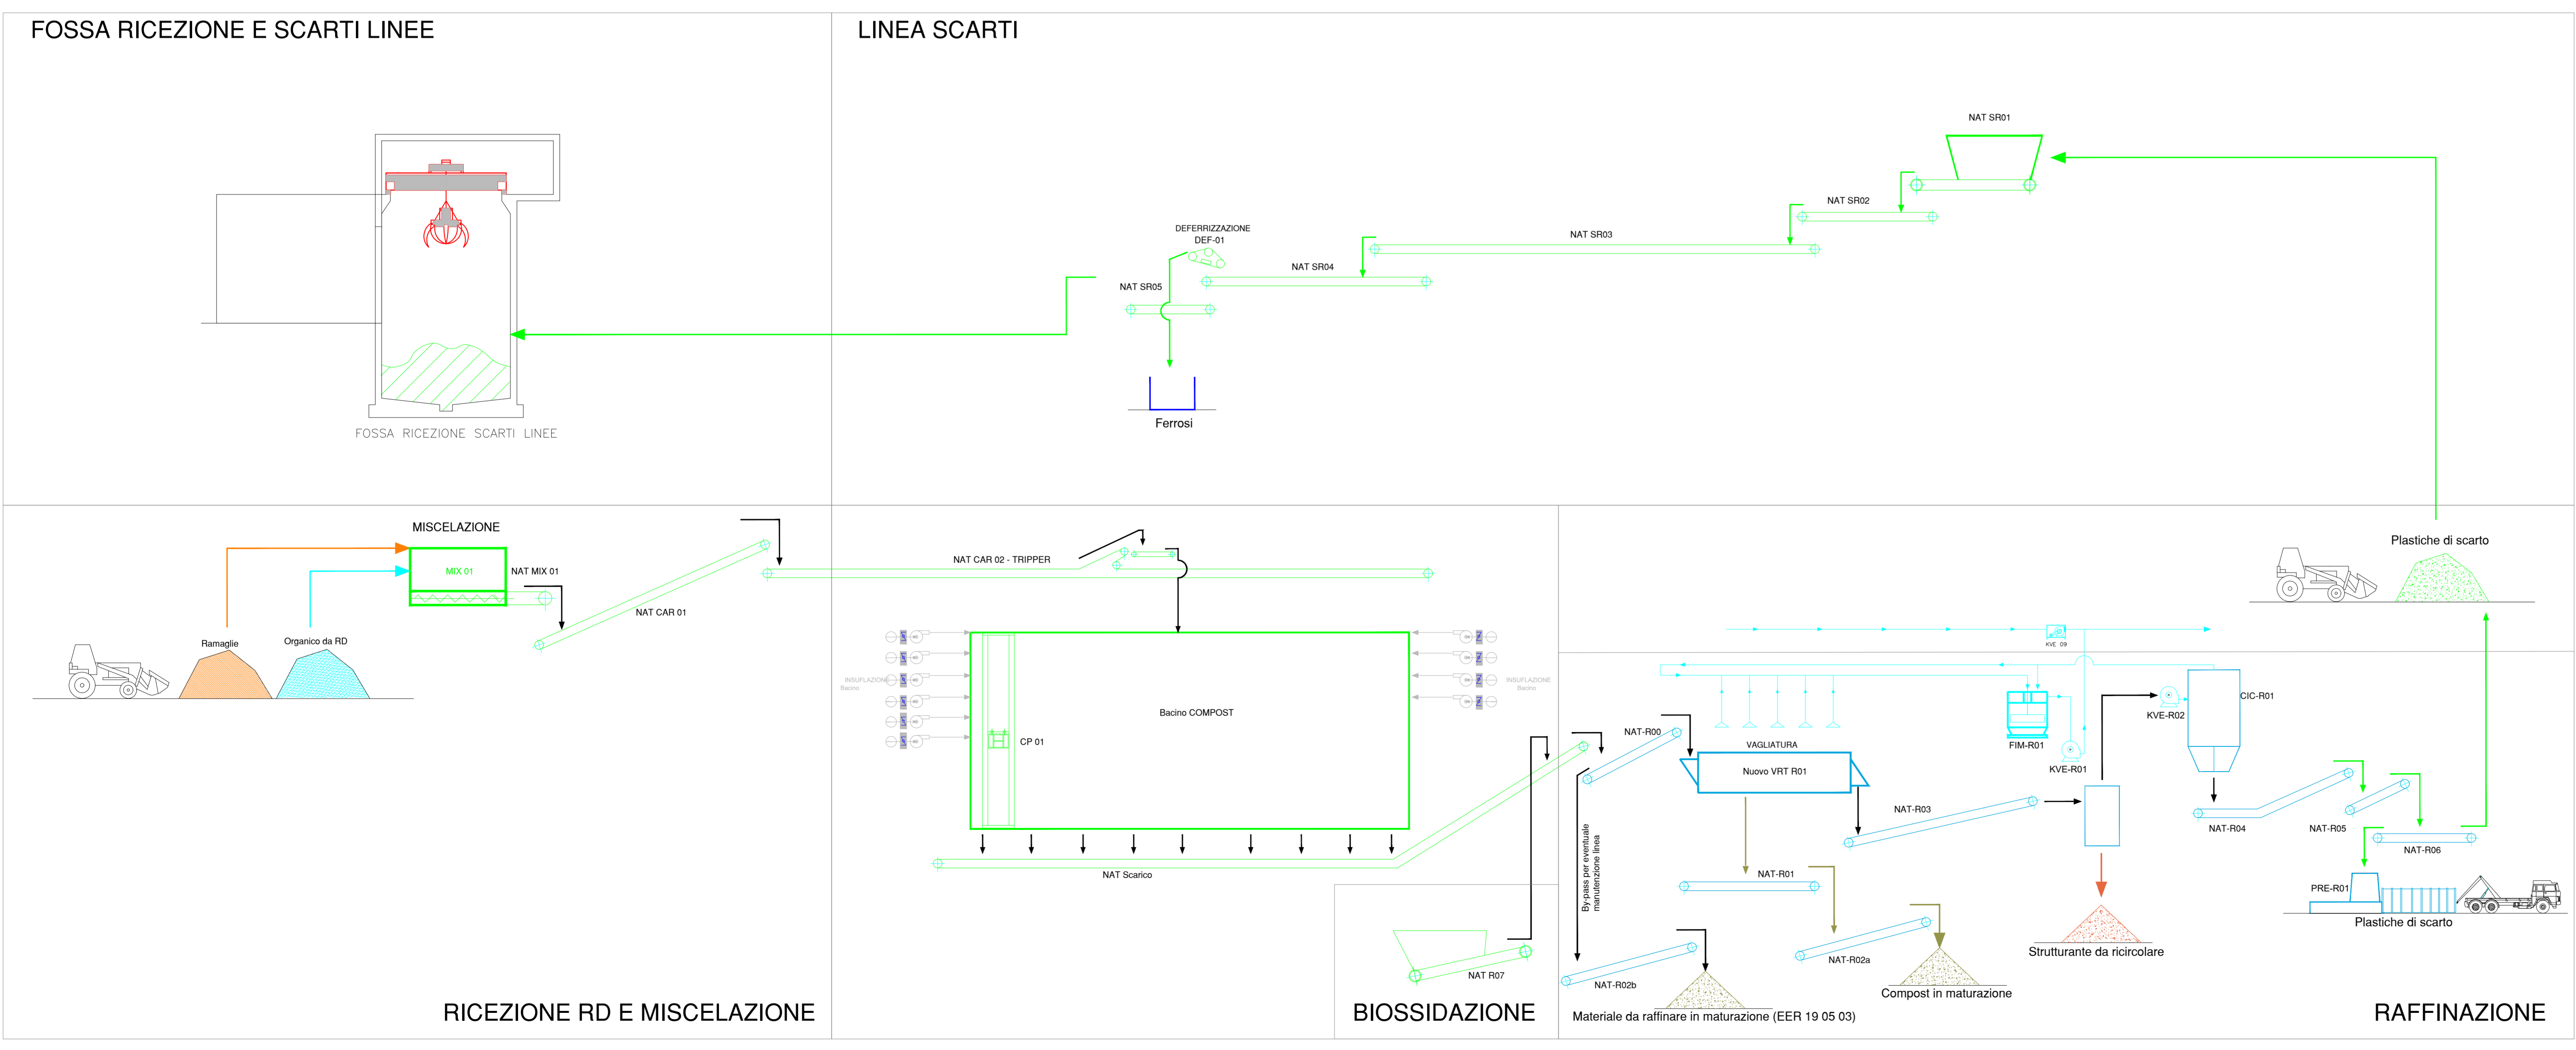 FOSSA RICEZIONE E SCARTI LINEE
FOSSA RICEZIONE SCARTI LINEE
LINEA SCARTI
NAT SR01
NAT SR02
NAT SR03
NAT SR04
DEFERRIZZAZIONE
DEF-01
NAT SR05
Ferrosi
MISCELAZIONE
MIX 01
NAT MIX 01
NAT CAR 01
Ramaglie
Organico da RD
RICEZIONE RD E MISCELAZIONE
NAT CAR 02 - TRIPPER
INSUFLAZIONE
Bacino
INSUFLAZIONE
Bacino
Bacino COMPOST
CP 01
NAT Scarico
NAT R07
BIOSSIDAZIONE
Plastiche di scarto
KVE 09
NAT-R00
VAGLIATURA
Nuovo VRT R01
FIM-R01
KVE-R01
KVE-R02
CIC-R01
NAT-R03
NAT-R04
NAT-R05
NAT-R06
PRE-R01
Plastiche di scarto
By-pass per eventuale
manutenzione linea
NAT-R01
NAT-R02a
NAT-R02b
Strutturante da ricircolare
Compost in maturazione
Materiale da raffinare in maturazione (EER 19 05 03)
RAFFINAZIONE